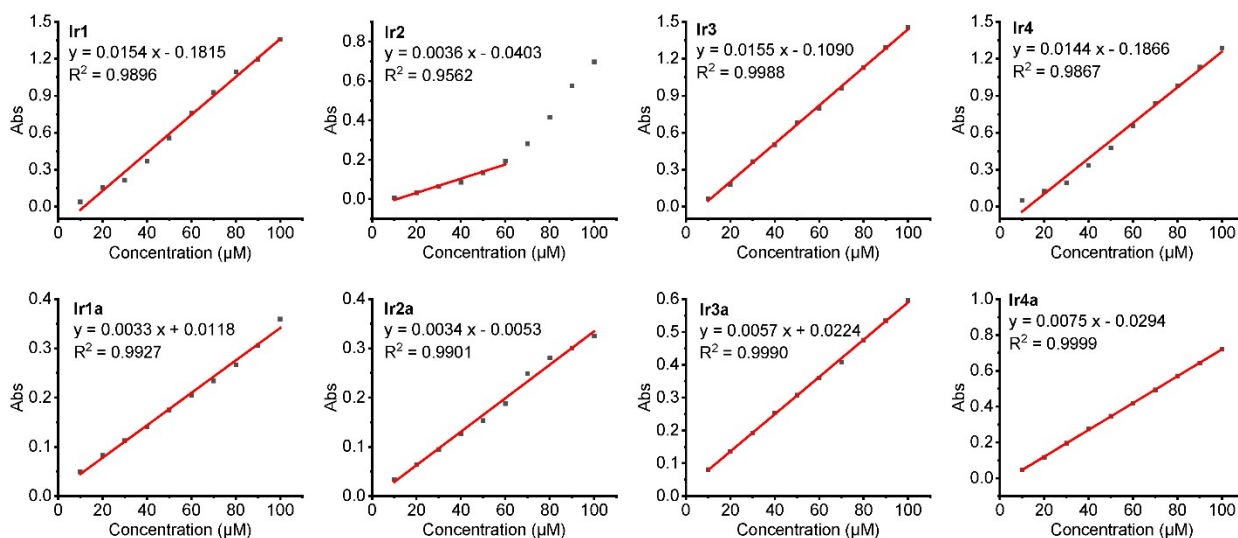 Ir1
y = 0.0154 x - 0.1815
R² = 0.9896
1.5
1.2
0.9
0.6
0.3
0.0
Abs
0 20 40 60 80 100
Concentration (µM)
Ir2
y = 0.0036 x - 0.0403
R² = 0.9562
0.8
0.6
0.4
0.2
0.0
Abs
0 20 40 60 80 100
Concentration (µM)
Ir3
y = 0.0155 x - 0.1090
R² = 0.9988
1.5
1.2
0.9
0.6
0.3
0.0
Abs
0 20 40 60 80 100
Concentration (µM)
Ir4
y = 0.0144 x - 0.1866
R² = 0.9867
1.5
1.2
0.9
0.6
0.3
0.0
Abs
0 20 40 60 80 100
Concentration (µM)
Ir1a
y = 0.0033 x + 0.0118
R² = 0.9927
0.4
0.3
0.2
0.1
0.0
Abs
0 20 40 60 80 100
Concentration (µM)
Ir2a
y = 0.0034 x - 0.0053
R² = 0.9901
0.4
0.3
0.2
0.1
0.0
Abs
0 20 40 60 80 100
Concentration (µM)
Ir3a
y = 0.0057 x + 0.0224
R² = 0.9990
0.6
0.5
0.4
0.3
0.2
0.1
0.0
Abs
0 20 40 60 80 100
Concentration (µM)
Ir4a
y = 0.0075 x - 0.0294
R² = 0.9999
1.0
0.8
0.6
0.4
0.2
0.0
Abs
0 20 40 60 80 100
Concentration (µM)